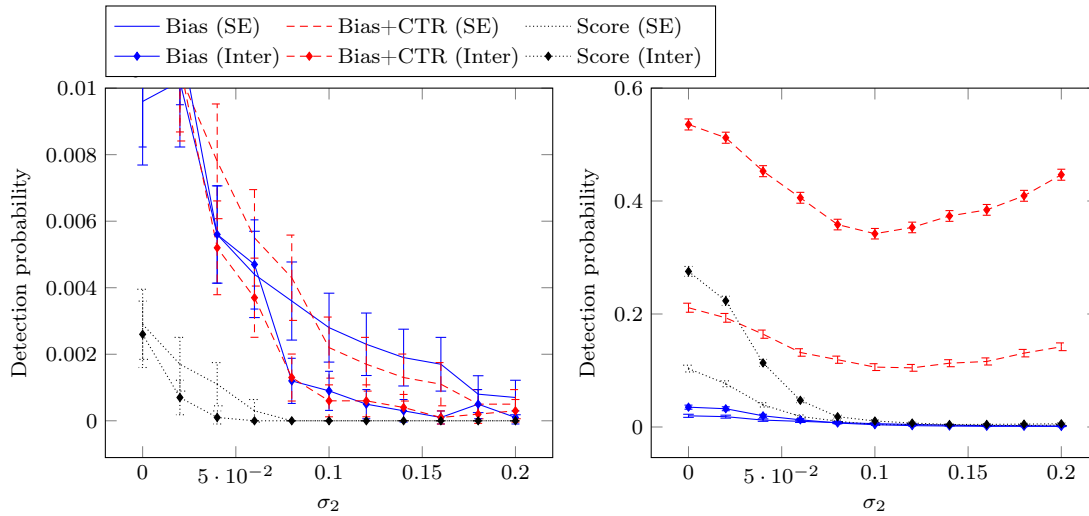 Bias (SE) Bias+CTR (SE) Score (SE)
Bias (Inter) Bias+CTR (Inter) Score (Inter)
Detection probability
0.01
0.008
0.006
0.004
0.002
0
0 5 · 10⁻² 0.1 0.15 0.2
σ₂
Detection probability
0.6
0.4
0.2
0
0 5 · 10⁻² 0.1 0.15 0.2
σ₂